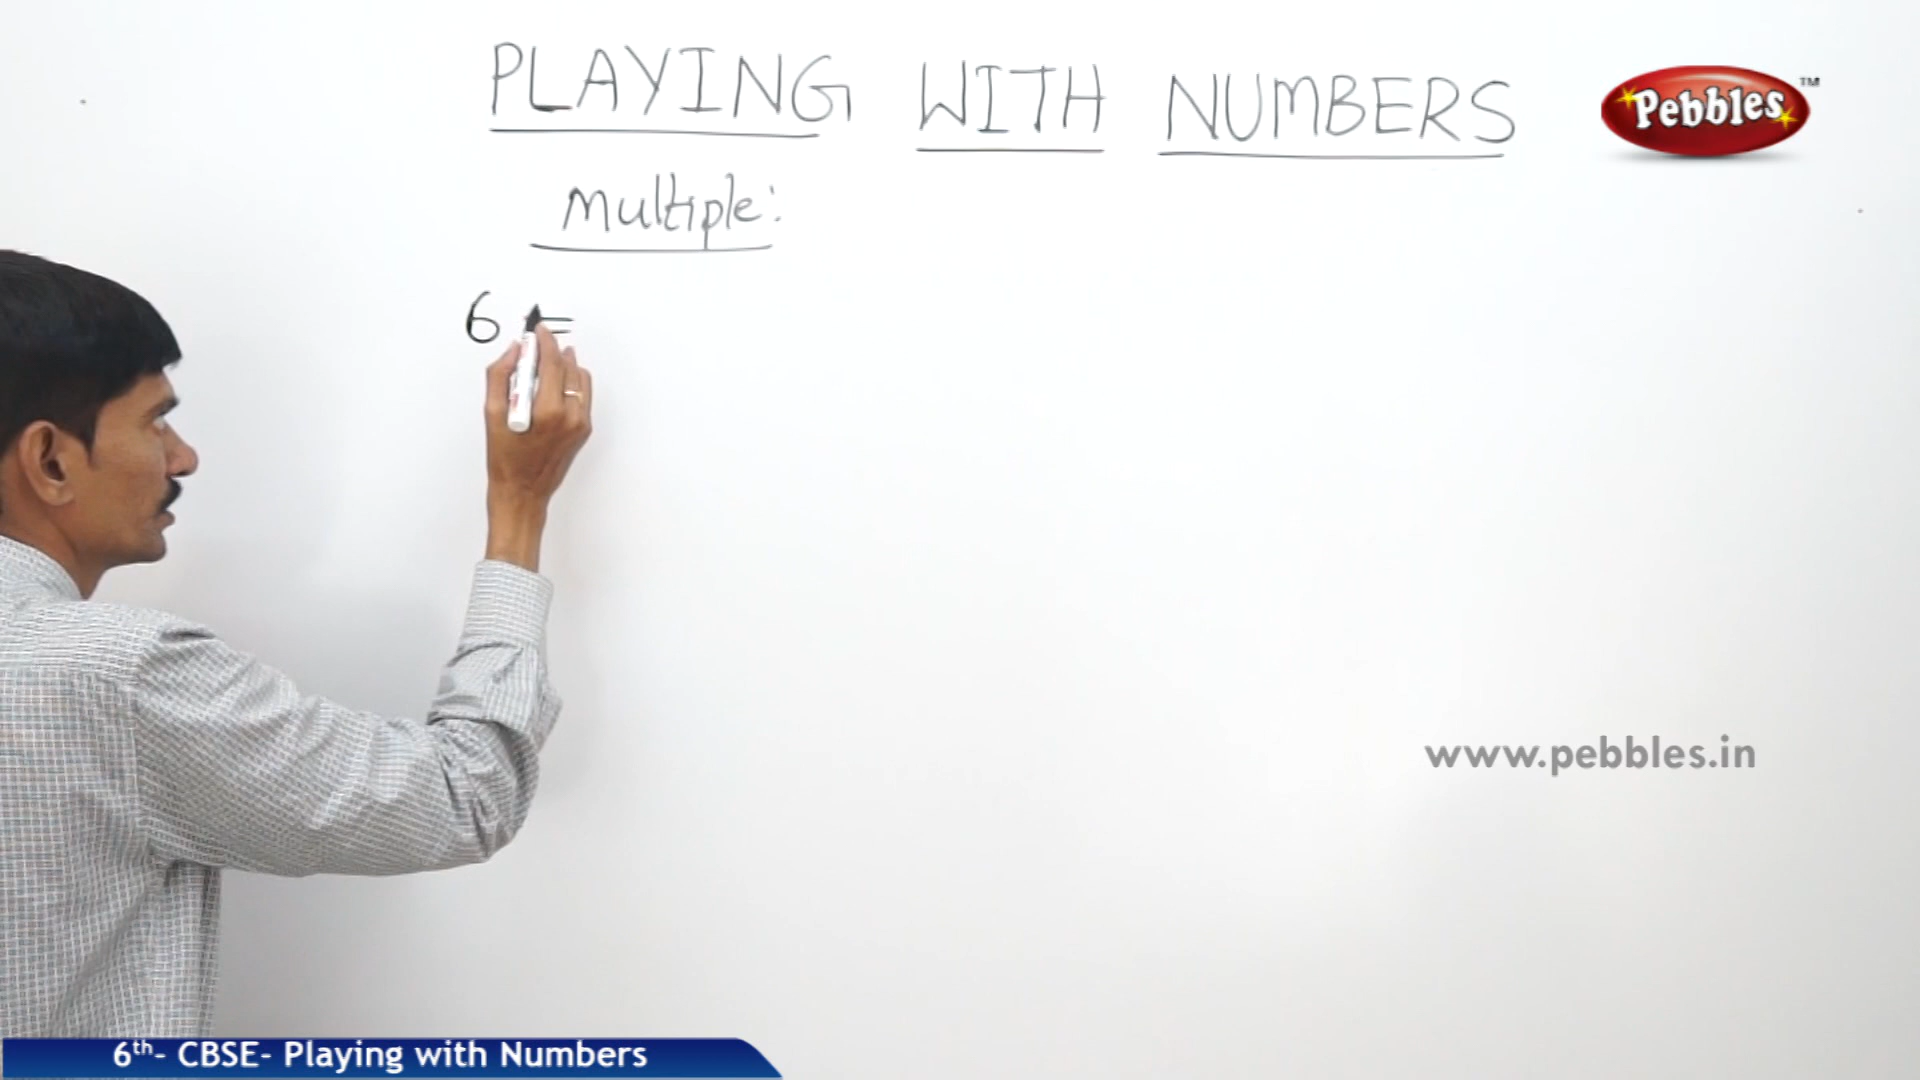 PLAYING WITH NUMBERS
Pebbles™
Multiple:
6 =
www.pebbles.in
6th- CBSE- Playing with Numbers